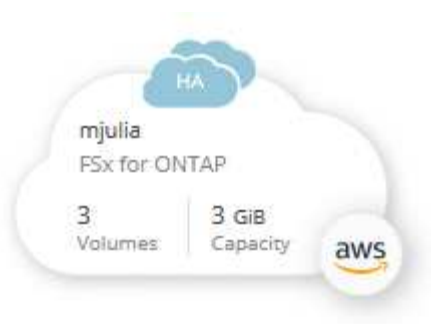 HA
mjulia
FSx for ONTAP
3 3 GiB
Volumes Capacity
aws